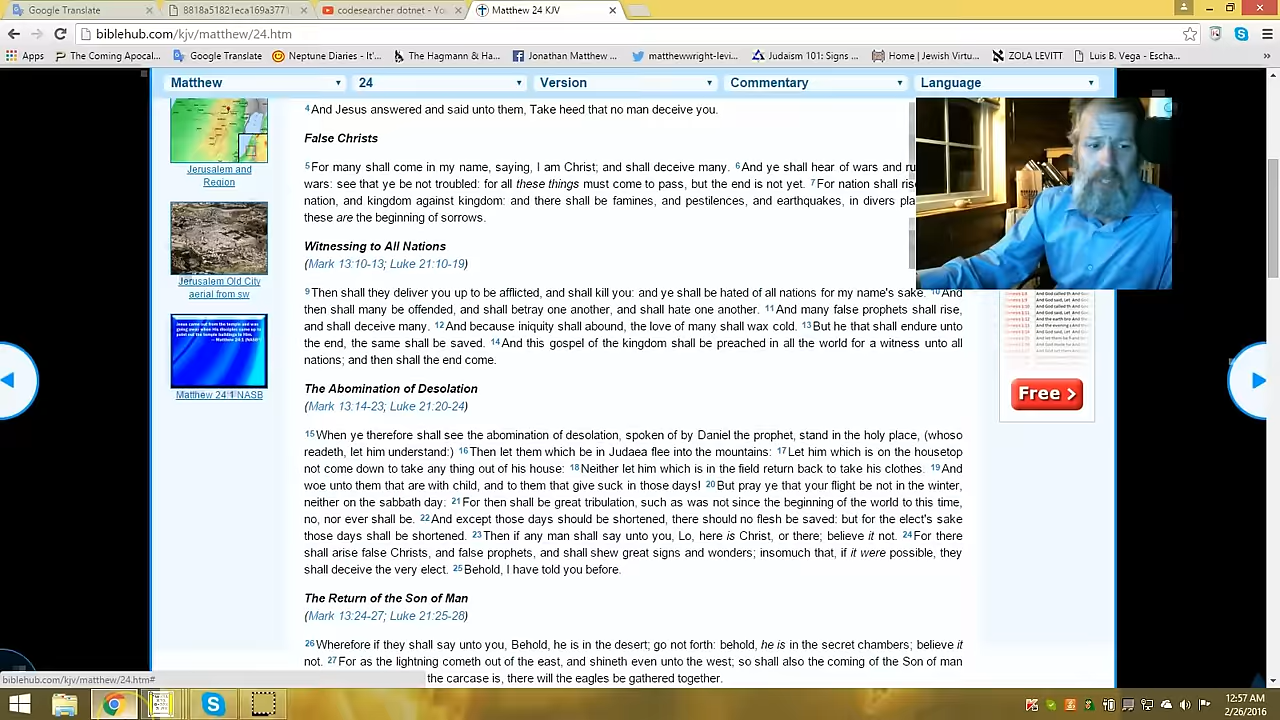 Google Translate
8818a51821eca169a377
codesearcher dotnet - Yo
Matthew 24 KJV
biblehub.com/kjv/matthew/24.htm
Apps
The Coming Apocal...
Google Translate
Neptune Diaries - It'...
The Hagmann & Ha...
Jonathan Matthew ...
matthewwright-levi...
Judaism 101: Signs ...
Home | Jewish Virtu...
ZOLA LEVITT
Luis B. Vega - Escha...
Matthew
24
Version
Commentary
Language
4And Jesus answered and said unto them, Take heed that no man deceive you.
False Christs
5For many shall come in my name, saying, I am Christ; and shall deceive many. 6And ye shall hear of wars and ru
wars: see that ye be not troubled: for all these things must come to pass, but the end is not yet. 7For nation shall rise
nation, and kingdom against kingdom: and there shall be famines, and pestilences, and earthquakes, in divers pla
these are the beginning of sorrows.
Witnessing to All Nations
(Mark 13:10-13; Luke 21:10-19)
9Then shall they deliver you up to be afflicted, and shall kill you: and ye shall be hated of all nations for my name's sake. 10And
be offended, and shall betray one another, and shall hate one another. 11And many false prophets shall rise,
many. 12And because iniquity shall abound, the love of many shall wax cold. 13But he that shall endure unto
the end, the same shall be saved. 14And this gospel of the kingdom shall be preached in all the world for a witness unto all
nations; and then shall the end come.
The Abomination of Desolation
(Mark 13:14-23; Luke 21:20-24)
15When ye therefore shall see the abomination of desolation, spoken of by Daniel the prophet, stand in the holy place, (whoso
readeth, let him understand:) 16Then let them which be in Judaea flee into the mountains: 17Let him which is on the housetop
not come down to take any thing out of his house: 18Neither let him which is in the field return back to take his clothes. 19And
woe unto them that are with child, and to them that give suck in those days! 20But pray ye that your flight be not in the winter,
neither on the sabbath day: 21For then shall be great tribulation, such as was not since the beginning of the world to this time,
no, nor ever shall be. 22And except those days should be shortened, there should no flesh be saved: but for the elect's sake
those days shall be shortened. 23Then if any man shall say unto you, Lo, here is Christ, or there; believe it not. 24For there
shall arise false Christs, and false prophets, and shall shew great signs and wonders; insomuch that, if it were possible, they
shall deceive the very elect. 25Behold, I have told you before.
The Return of the Son of Man
(Mark 13:24-27; Luke 21:25-28)
26Wherefore if they shall say unto you, Behold, he is in the desert; go not forth: behold, he is in the secret chambers; believe it
not. 27For as the lightning cometh out of the east, and shineth even unto the west; so shall also the coming of the Son of man
the carcase is, there will the eagles be gathered together.
Jerusalem and
Region
Jerusalem Old City
aerial from sw
Matthew 24:1 NASB
Free >
biblehub.com/kjv/matthew/24.htm#
12:57 AM
2/26/2016